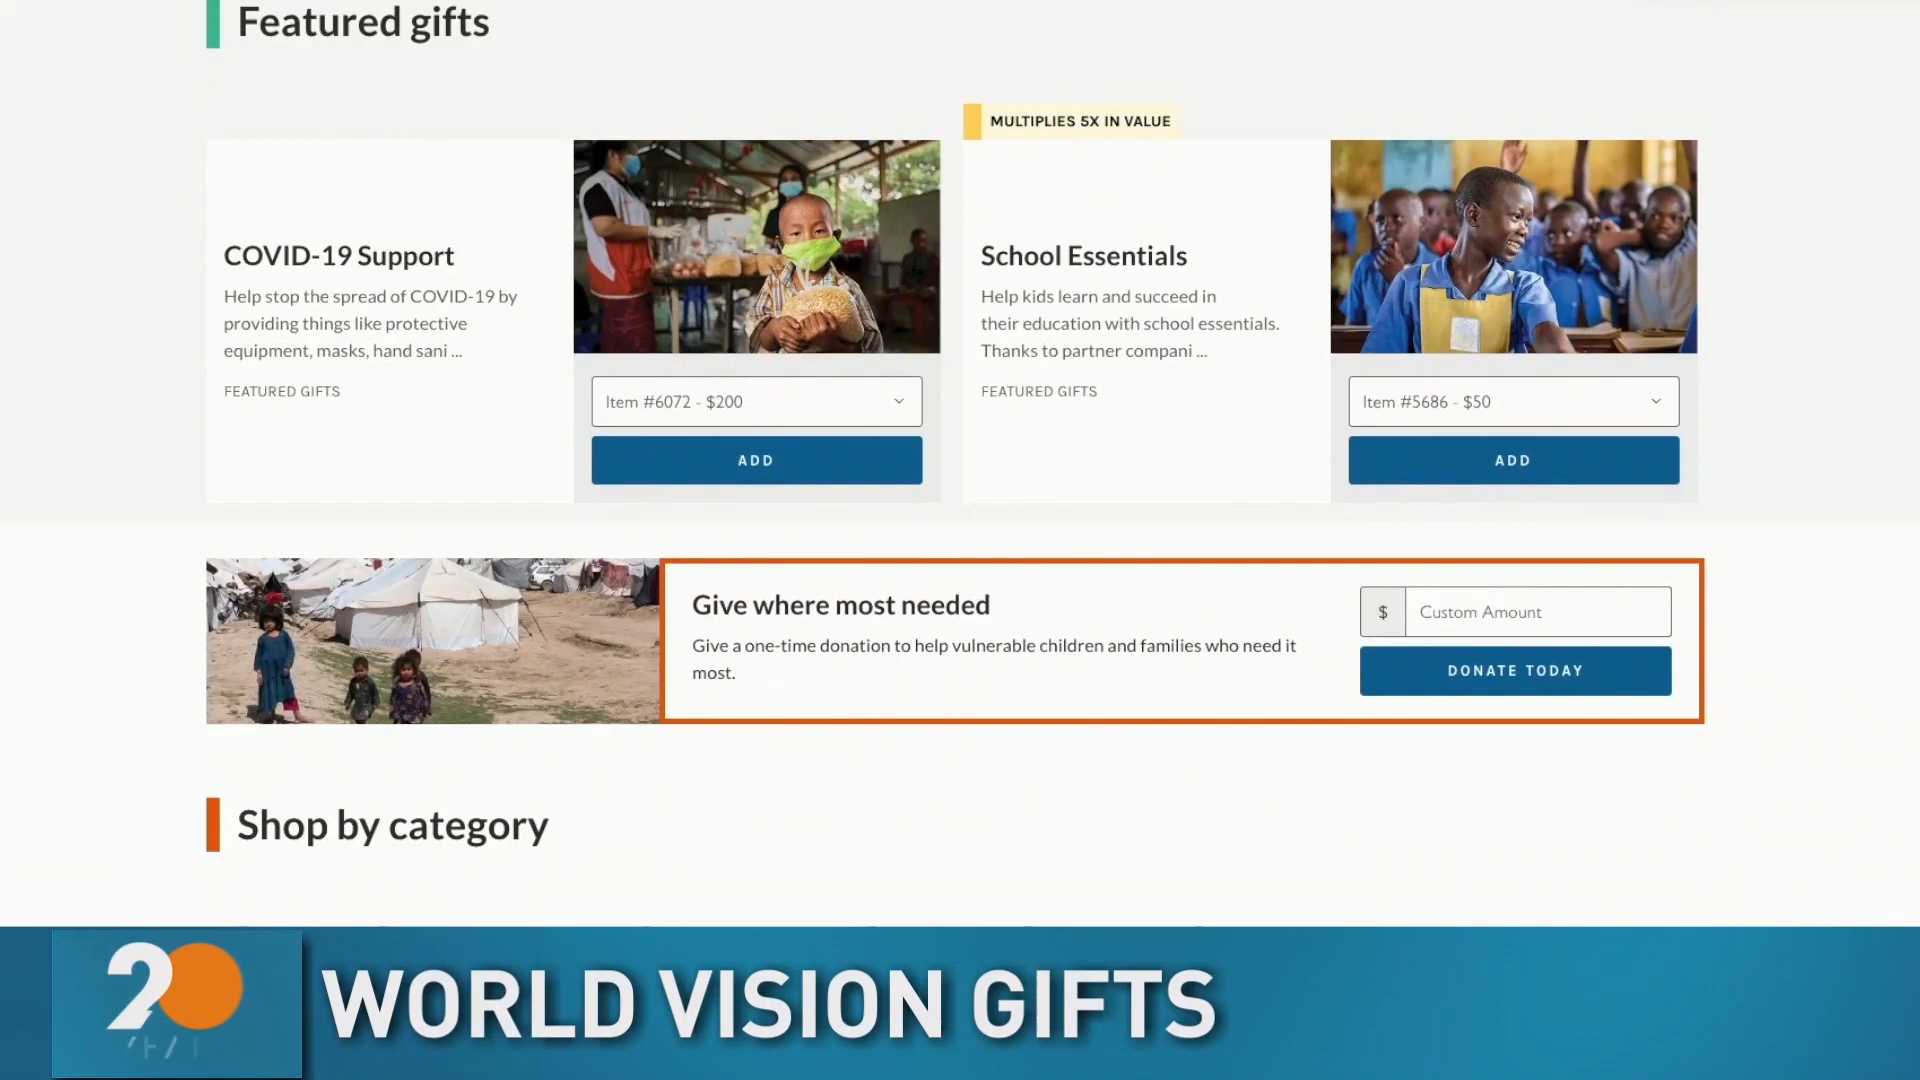 Featured gifts
MULTIPLIES 5X IN VALUE
COVID-19 Support
Help stop the spread of COVID-19 by
providing things like protective
equipment, masks, hand sani ...
FEATURED GIFTS
Item #6072 - $200
ADD
School Essentials
Help kids learn and succeed in
their education with school essentials.
Thanks to partner compani ...
FEATURED GIFTS
Item #5686 - $50
ADD
Give where most needed
Give a one-time donation to help vulnerable children and families who need it
most.
$ Custom Amount
DONATE TODAY
Shop by category
20
WORLD VISION GIFTS